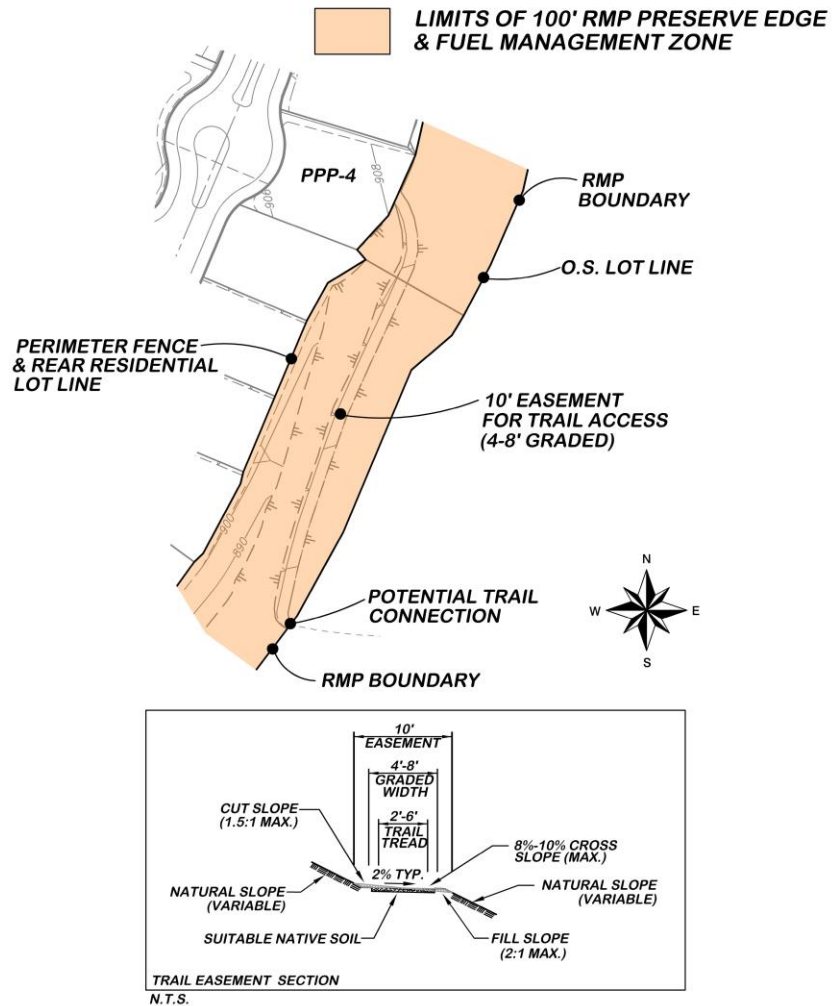 LIMITS OF 100' RMP PRESERVE EDGE
& FUEL MANAGEMENT ZONE
PPP-4
908
906
RMP
BOUNDARY
O.S. LOT LINE
PERIMETER FENCE
& REAR RESIDENTIAL
LOT LINE
10' EASEMENT
FOR TRAIL ACCESS
(4-8' GRADED)
900
890
POTENTIAL TRAIL
CONNECTION
RMP BOUNDARY
N
W
E
S
10'
EASEMENT
4'-8'
GRADED
WIDTH
CUT SLOPE
(1.5:1 MAX.)
2'-6'
TRAIL
TREAD
8%-10% CROSS
SLOPE (MAX.)
2% TYP.
NATURAL SLOPE
(VARIABLE)
NATURAL SLOPE
(VARIABLE)
SUITABLE NATIVE SOIL
FILL SLOPE
(2:1 MAX.)
TRAIL EASEMENT SECTION
N.T.S.